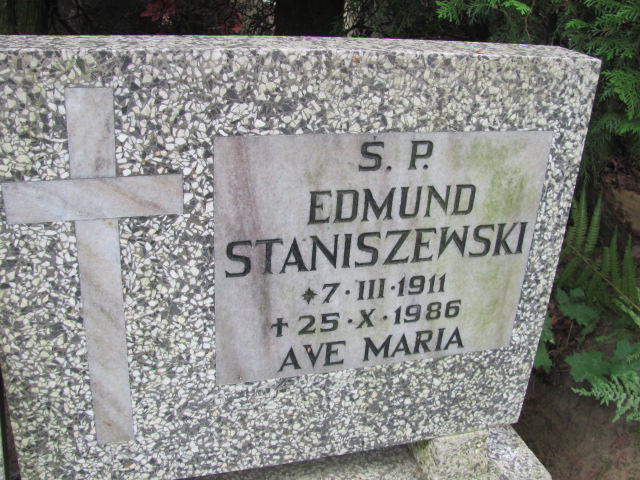 S. P.
EDMUND
STANISZEWSKI
* 7 · III · 1911
† 25 · X · 1986
AVE MARIA